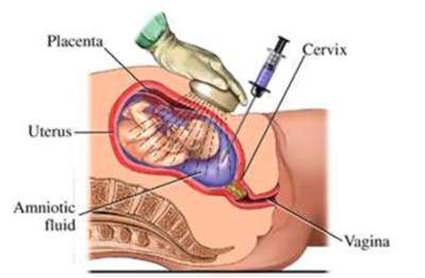 Placenta
Cervix
Uterus
Amniotic
fluid
Vagina